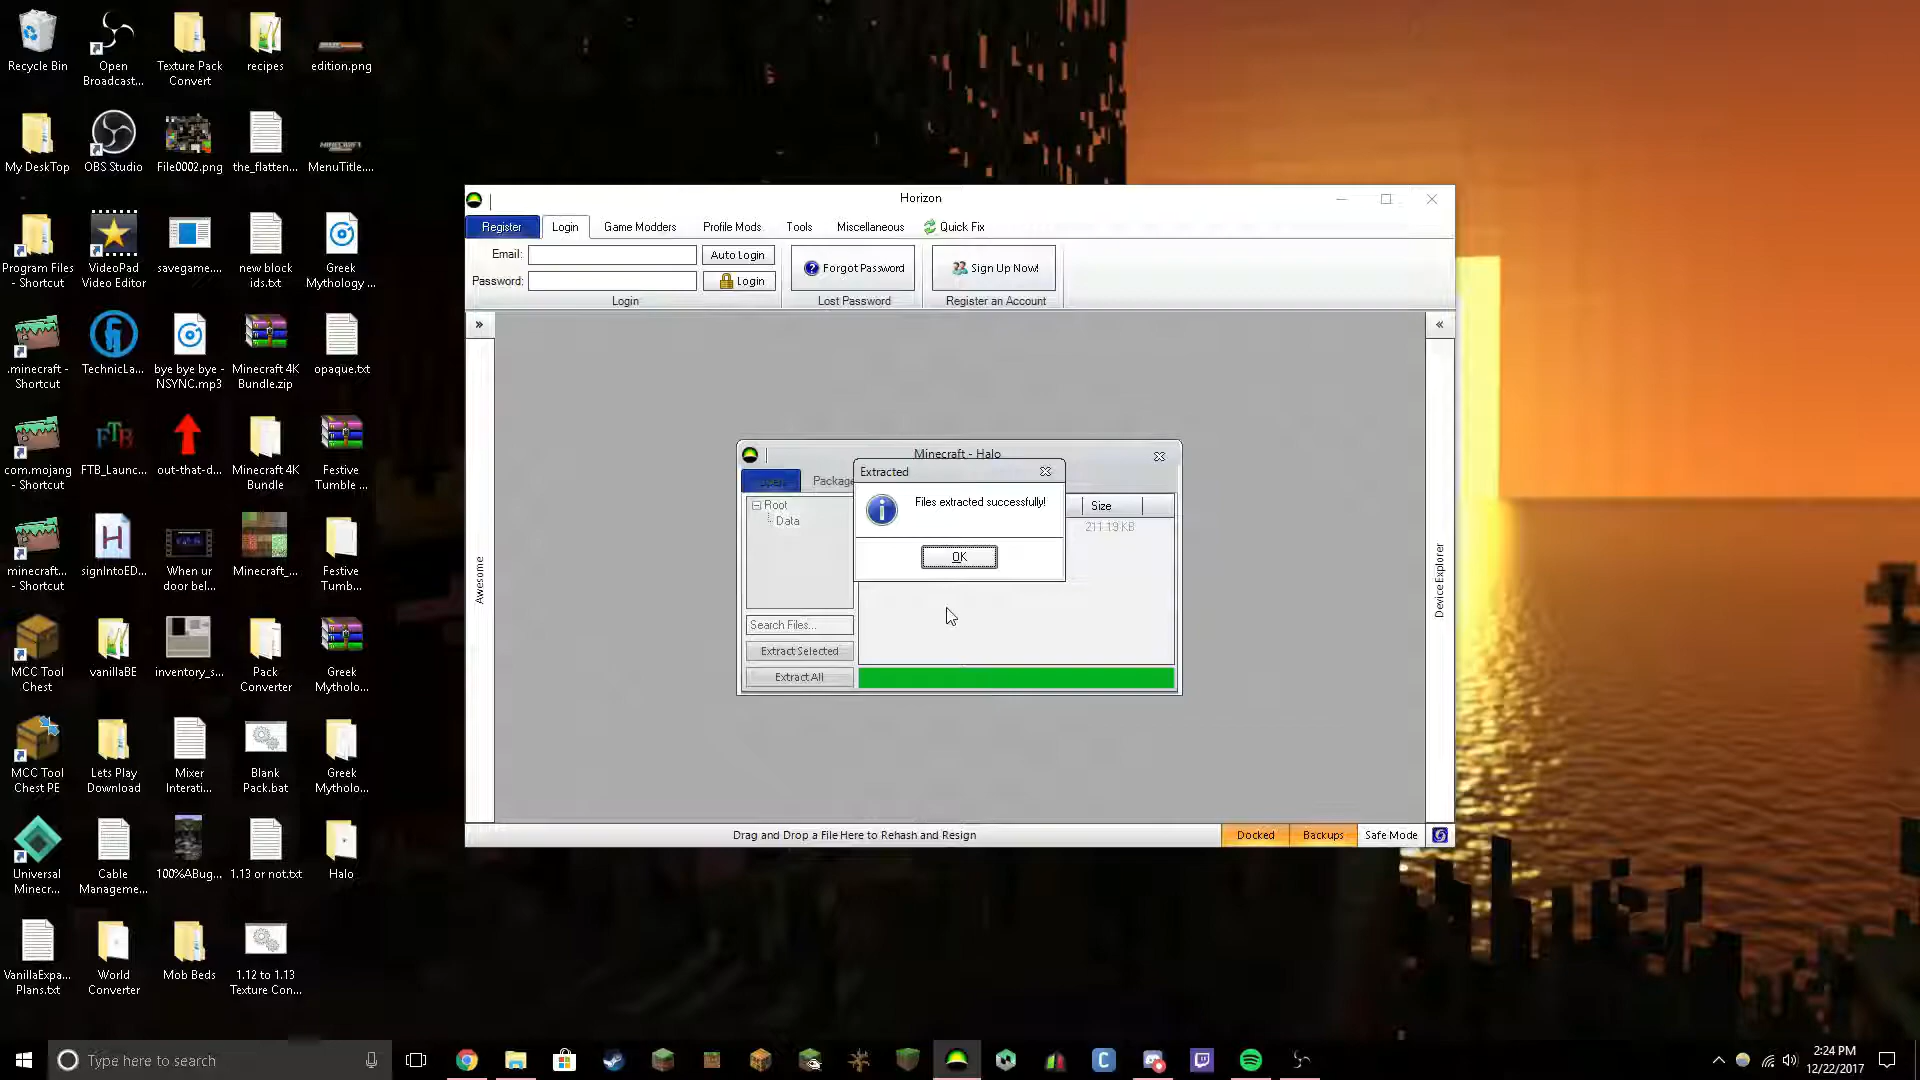 Recycle Bin
Open
Broadcast...
Texture Pack
Convert
recipes
edition.png
My DeskTop
OBS Studio
File0002.png
the_flatten...
MenuTitle....
Program Files
- Shortcut
VideoPad
Video Editor
savegame....
new block
ids.txt
Greek
Mythology ...
.minecraft -
Shortcut
TechnicLa...
bye bye bye -
NSYNC.mp3
Minecraft 4K
Bundle.zip
opaque.txt
com.mojang
- Shortcut
FTB_Launc...
out-that-d...
Minecraft 4K
Bundle
Festive
Tumble ...
minecraft...
- Shortcut
signIntoED...
When ur
door bel...
Minecraft_...
Festive
Tumb...
MCC Tool
Chest
vanillaBE
inventory_s...
Pack
Converter
Greek
Mytholo...
MCC Tool
Chest PE
Lets Play
Download
Mixer
Interati...
Blank
Pack.bat
Greek
Mytholo...
Universal
Minecr...
Cable
Manageme...
100%ABug...
1.13 or not.txt
Halo
VanillaExpa...
Plans.txt
World
Converter
Mob Beds
1.12 to 1.13
Texture Con...
Horizon
Register
Login
Game Modders
Profile Mods
Tools
Miscellaneous
Quick Fix
Email:
Auto Login
Forgot Password
Sign Up Now!
Password:
Login
Login
Lost Password
Register an Account
Awesome
Device Explorer
Minecraft - Halo
Package
Extracted
Files extracted successfully!
OK
Root
Data
Size
211.19 KB
Search Files...
Extract Selected
Extract All
Drag and Drop a File Here to Rehash and Resign
Docked
Backups
Safe Mode
Type here to search
2:24 PM
12/22/2017